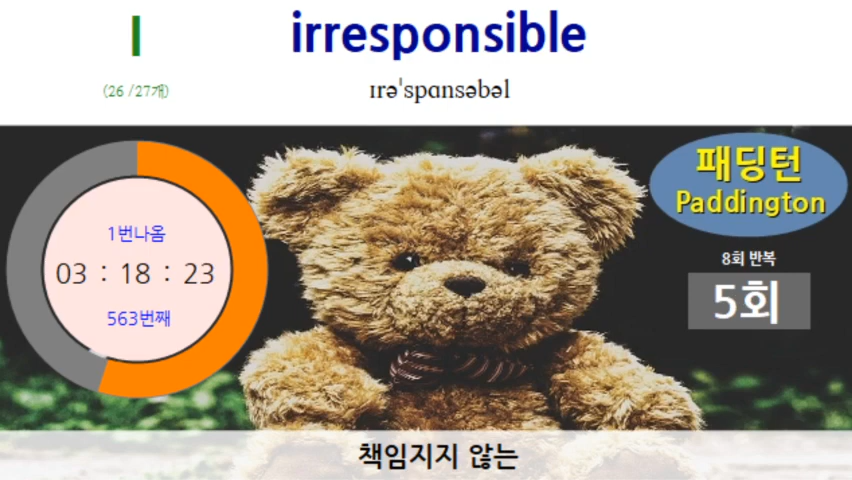 I
irresponsible
(26 /27개)
ɪrəˈspɑnsəbəl
패딩턴
Paddington
1번나옴
03 : 18 : 23
563번째
8회 반복
5회
책임지지 않는